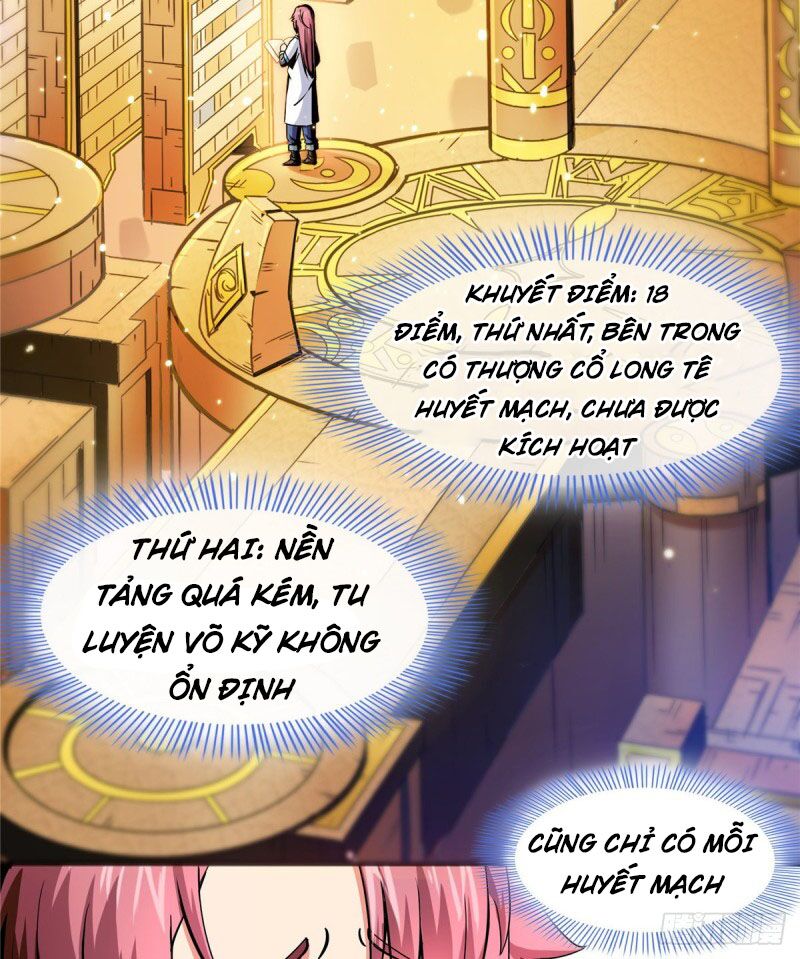 KHUYẾT ĐIỂM: 18
ĐIỂM, THỨ NHẤT, BÊN TRONG
CÓ THƯỢNG CỔ LONG TÊ
HUYẾT MẠCH, CHƯA ĐƯỢC
KÍCH HOẠT
THỨ HAI: NỀN
TẢNG QUÁ KÉM, TU
LUYỆN VÕ KỸ KHÔNG
ỔN ĐỊNH
CŨNG CHỈ CÓ MỖI
HUYẾT MẠCH